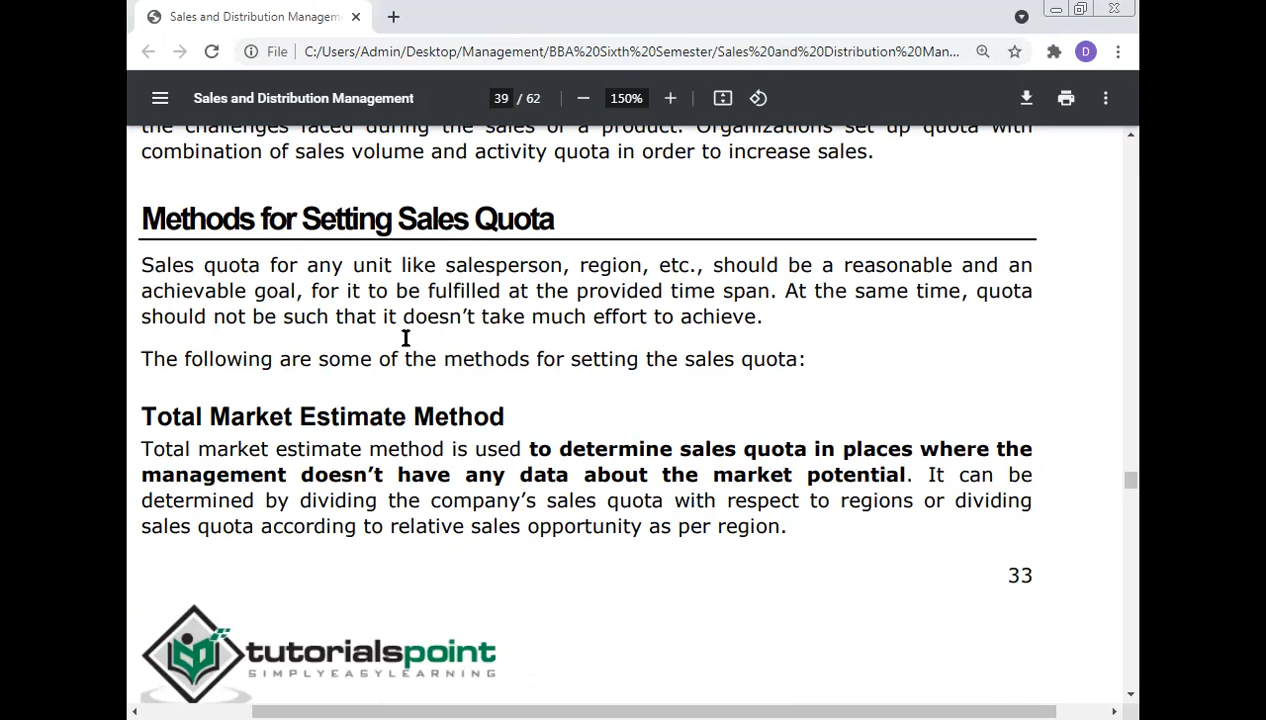 Sales and Distribution Managem
File C:/Users/Admin/Desktop/Management/BBA%20Sixth%20Semester/Sales%20and%20Distribution%20Man... D
Sales and Distribution Management 39 / 62 150%
the challenges faced during the sales of a product. Organizations set up quota with
combination of sales volume and activity quota in order to increase sales.
Methods for Setting Sales Quota
Sales quota for any unit like salesperson, region, etc., should be a reasonable and an
achievable goal, for it to be fulfilled at the provided time span. At the same time, quota
should not be such that it doesn't take much effort to achieve.
The following are some of the methods for setting the sales quota:
Total Market Estimate Method
Total market estimate method is used to determine sales quota in places where the
management doesn't have any data about the market potential. It can be
determined by dividing the company's sales quota with respect to regions or dividing
sales quota according to relative sales opportunity as per region.
33
tutorialspoint
SIMPLYEASYLEARNING